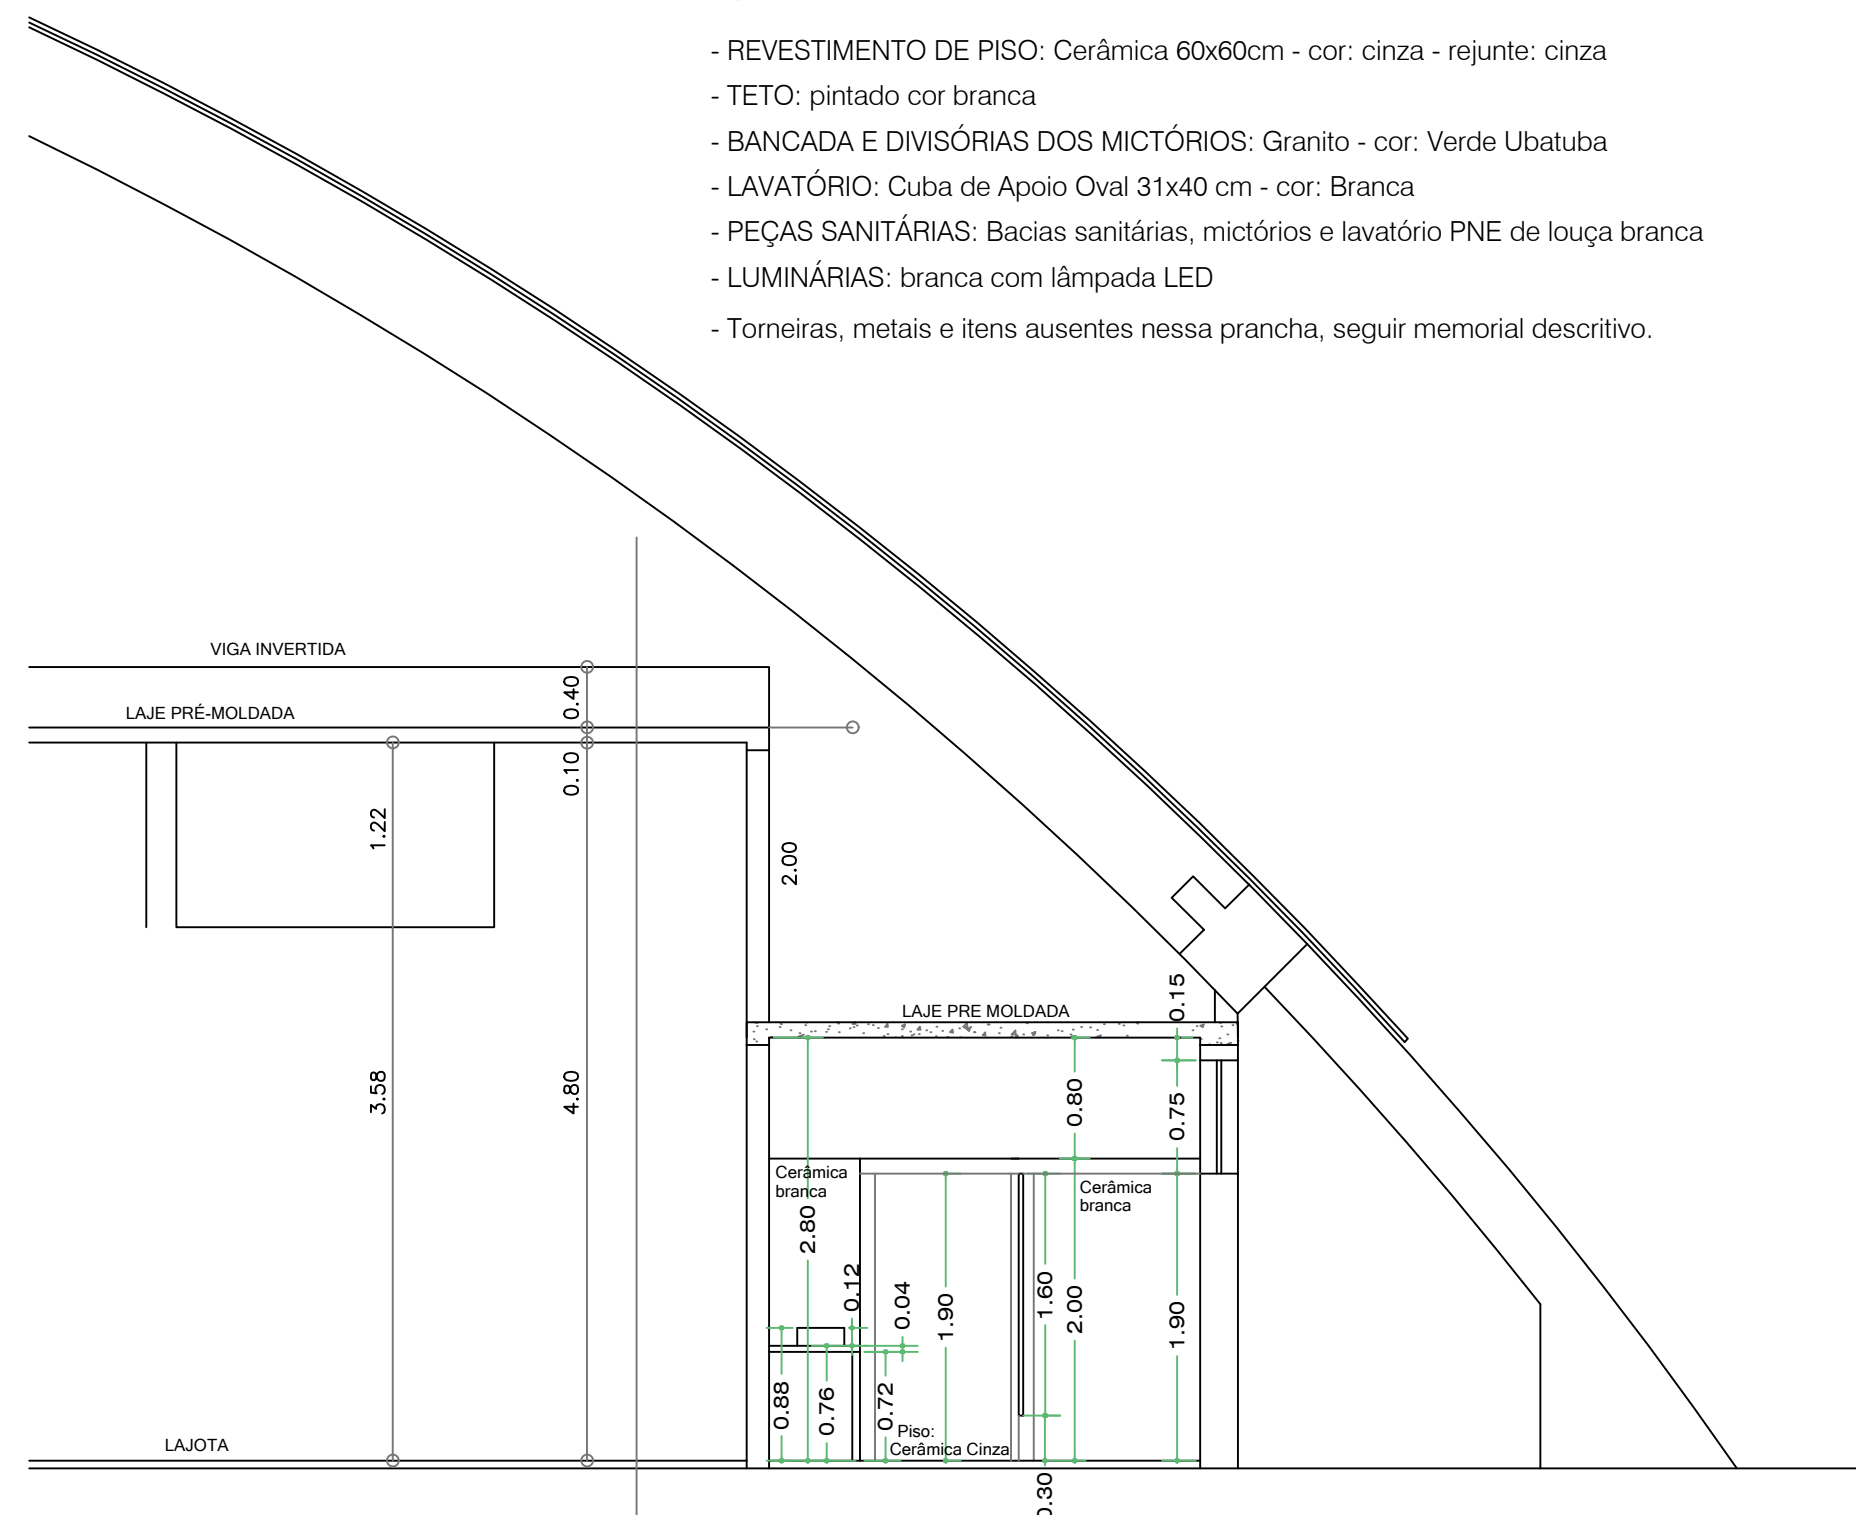 - REVESTIMENTO DE PISO: Cerâmica 60x60cm - cor: cinza - rejunte: cinza
- TETO: pintado cor branca
- BANCADA E DIVISÓRIAS DOS MICTÓRIOS: Granito - cor: Verde Ubatuba
- LAVATÓRIO: Cuba de Apoio Oval 31x40 cm - cor: Branca
- PEÇAS SANITÁRIAS: Bacias sanitárias, mictórios e lavatório PNE de louça branca
- LUMINÁRIAS: branca com lâmpada LED
- Torneiras, metais e itens ausentes nessa prancha, seguir memorial descritivo.
VIGA INVERTIDA
0.40
LAJE PRÉ-MOLDADA
0.10
1.22
2.00
3.58
4.80
LAJOTA
LAJE PRE MOLDADA
0.15
0.80
0.75
Cerâmica
branca
Cerâmica
branca
2.80
0.12
0.04
1.90
1.60
2.00
1.90
0.88
0.76
0.72
Piso:
Cerâmica Cinza
0.30